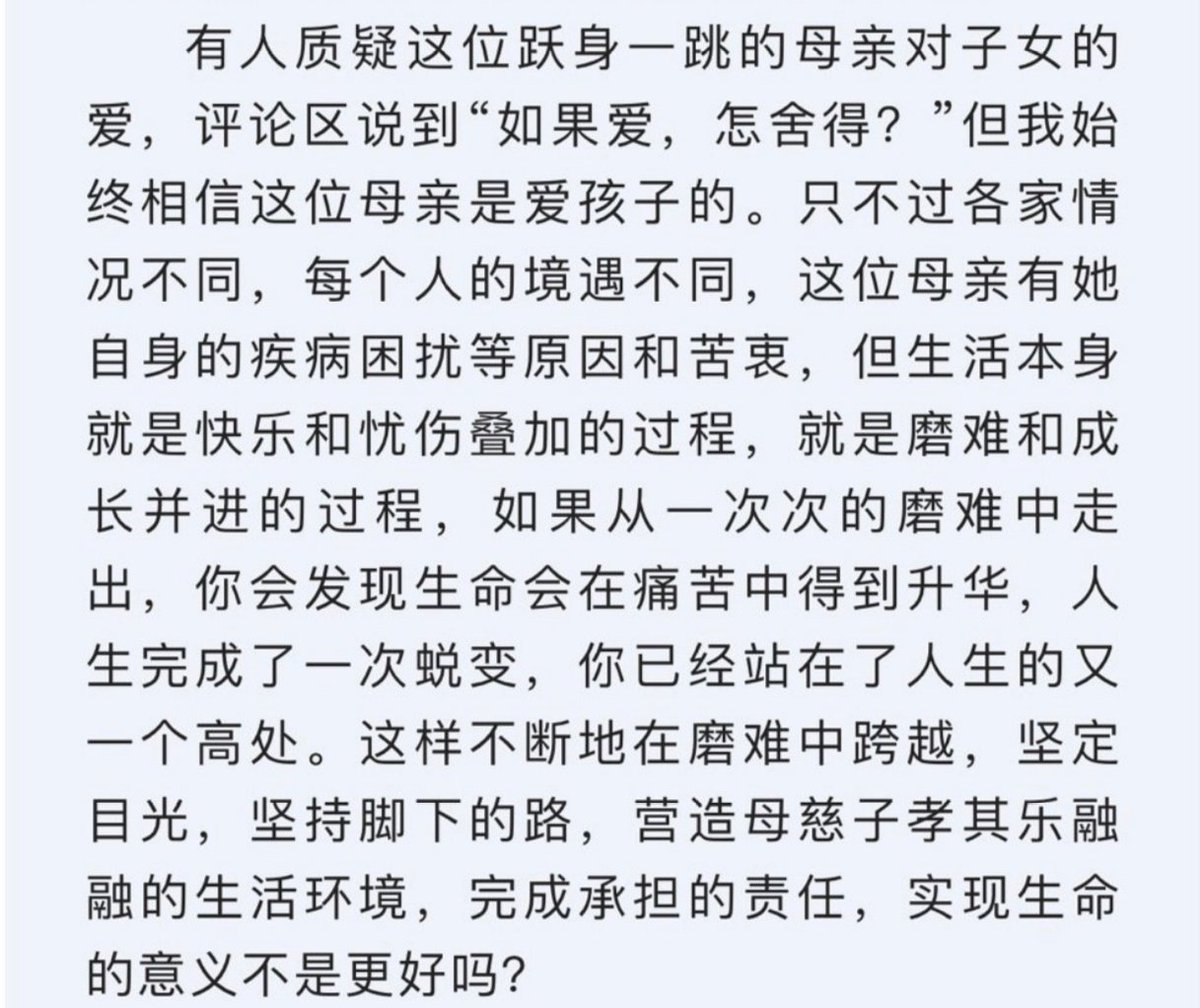 有人质疑这位跃身一跳的母亲对子女的
爱，评论区说到“如果爱，怎舍得？”但我始
终相信这位母亲是爱孩子的。只不过各家情
况不同，每个人的境遇不同，这位母亲有她
自身的疾病困扰等原因和苦衷，但生活本身
就是快乐和忧伤叠加的过程，就是磨难和成
长并进的过程，如果从一次次的磨难中走
出，你会发现生命会在痛苦中得到升华，人
生完成了一次蜕变，你已经站在了人生的又
一个高处。这样不断地在磨难中跨越，坚定
目光，坚持脚下的路，营造母慈子孝其乐融
融的生活环境，完成承担的责任，实现生命
的意义不是更好吗？